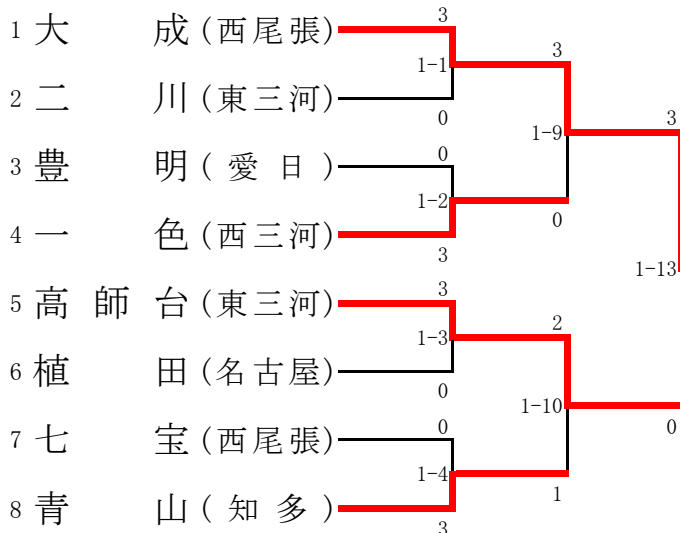 1 大成(西尾張)
2 二川(東三河)
3 豊明(愛日)
4 一色(西三河)
5 高師台(東三河)
6 植田(名古屋)
7 七宝(西尾張)
8 青山(知多)
3
1-1
0
0
1-2
3
3
1-3
0
0
1-4
3
3
1-9
0
2
1-10
1
3
1-13
0